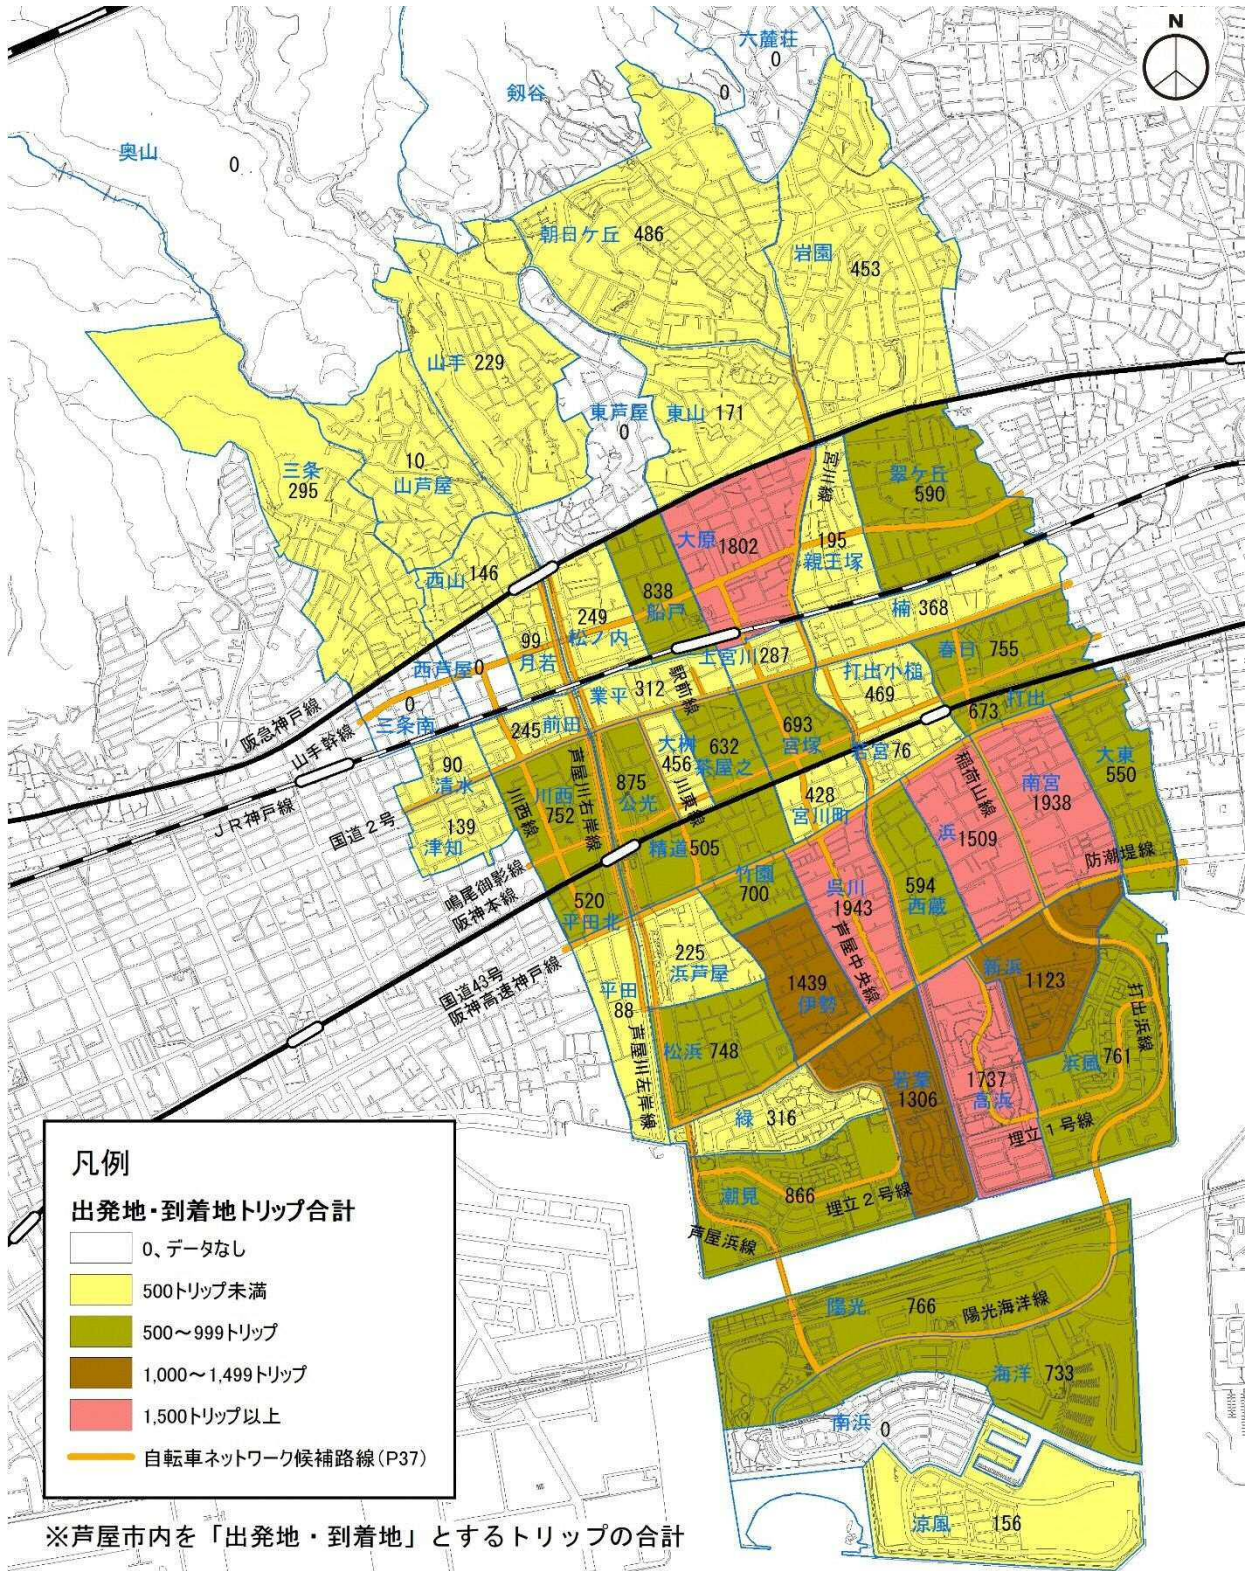 N
六麓荘
0
剱谷
0
奥山
0
朝日ケ丘 486
岩園
453
山手 229
東芦屋
0
東山 171
三条
295
10
山芦屋
宮川線
翠ケ丘
590
大原 1802
195
親王塚
西山 146
838
船戸
249
松ノ内
99
月若
楠 368
西芦屋 0
上宮川 287
春日 755
0
三条南
業平 312
駅前線
打出小槌
469
打出
673
阪急神戸線
山手幹線
JR神戸線
国道2号
245 前田
大桝
456
632
茶屋之
693
宮塚
若宮 76
大東
550
90
清水
芦屋川右岸線
875
公光
川東線
稲荷山線
南宮
1938
川西
752
川西線
428
宮川町
139
津知
浜
1509
防潮堤線
精道 505
鳴尾御影線
阪神本線
竹園
700
呉川
1943
594
西蔵
520
平田北
芦屋中央線
国道43号
阪神高速神戸線
225
浜芦屋
1439
伊勢
新浜
1123
平田
88
打出浜線
芦屋川左岸線
松浜 748
浜風 761
若葉
1306
1737
高浜
緑 316
埋立1号線
潮見 866
埋立2号線
芦屋浜線
陽光 766
陽光海洋線
海洋 733
南浜 0
涼風 156
凡例
出発地・到着地トリップ合計
0、データなし
500トリップ未満
500～999トリップ
1,000～1,499トリップ
1,500トリップ以上
自転車ネットワーク候補路線(P37)
※芦屋市内を「出発地・到着地」とするトリップの合計